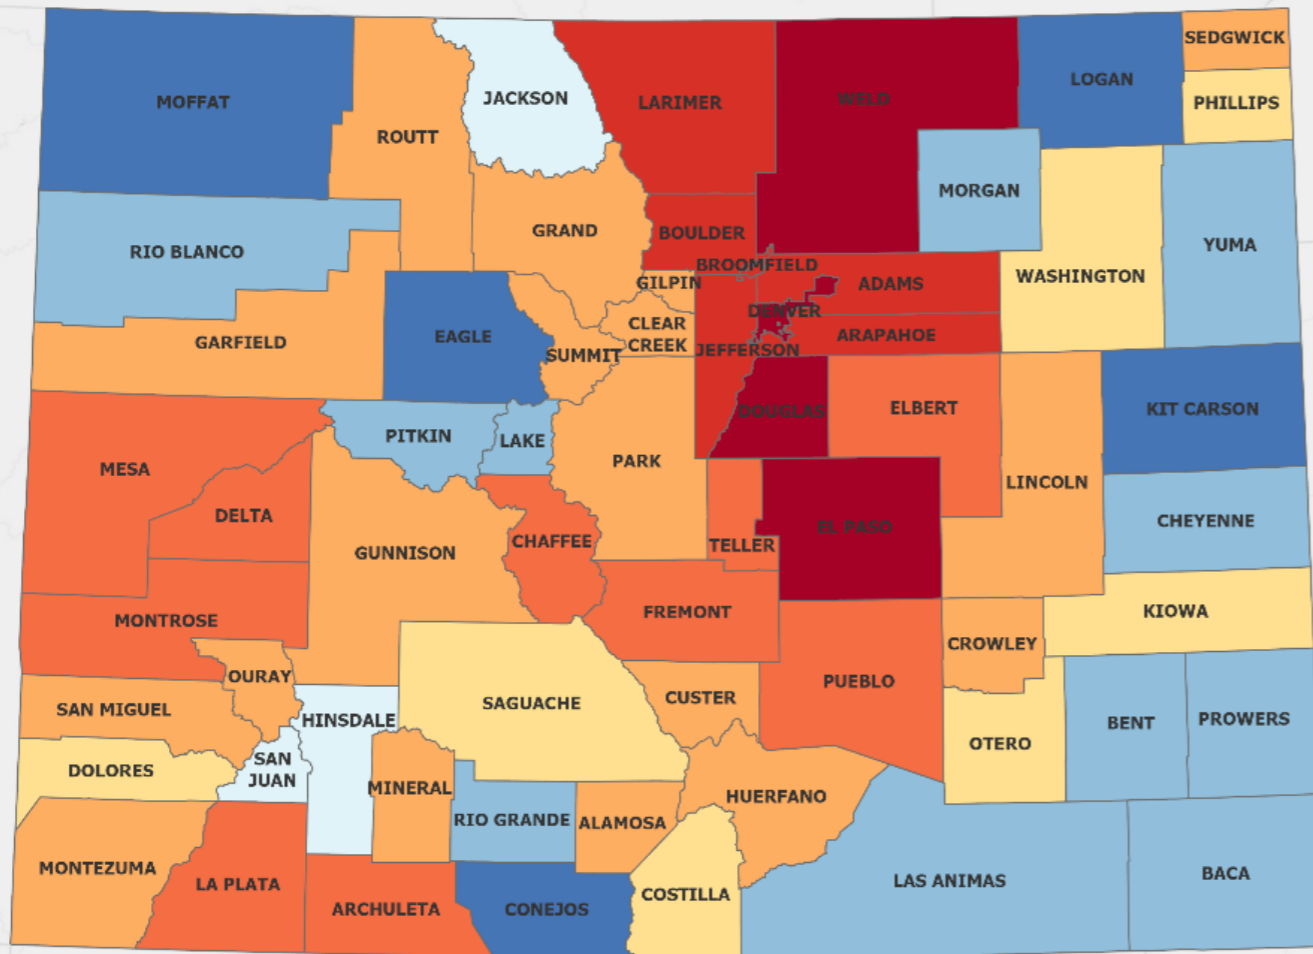 SEDGWICK
LOGAN
MOFFAT
JACKSON
LARIMER
WELD
PHILLIPS
ROUTT
MORGAN
GRAND
BOULDER
YUMA
RIO BLANCO
BROOMFIELD
WASHINGTON
GILPIN
ADAMS
DENVER
CLEAR
CREEK
EAGLE
ARAPAHOE
GARFIELD
SUMMIT
JEFFERSON
DOUGLAS
ELBERT
KIT CARSON
PITKIN
LAKE
PARK
MESA
LINCOLN
DELTA
CHEYENNE
EL PASO
CHAFFEE
TELLER
GUNNISON
MONTROSE
FREMONT
KIOWA
CROWLEY
OURAY
PUEBLO
CUSTER
SAGUACHE
SAN MIGUEL
HINSDALE
PROWERS
BENT
OTERO
SAN
JUAN
DOLORES
MINERAL
HUERFANO
RIO GRANDE
ALAMOSA
MONTEZUMA
LA PLATA
COSTILLA
LAS ANIMAS
BACA
ARCHULETA
CONEJOS